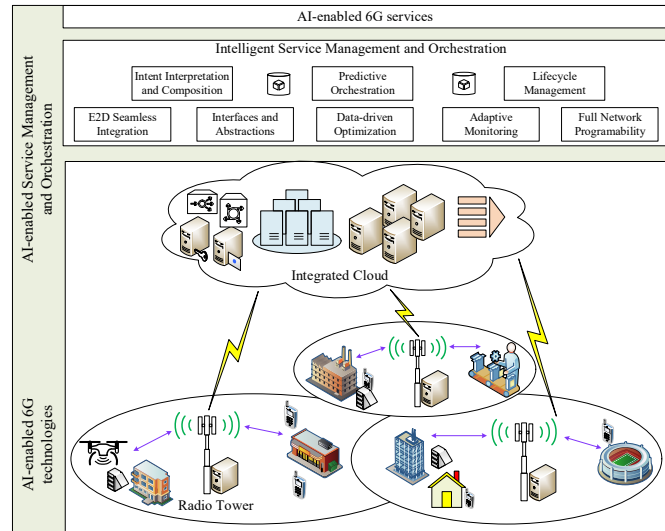 AI-enabled 6G services
Intelligent Service Management and Orchestration
Intent Interpretation
and Composition
Predictive
Orchestration
Lifecycle
Management
E2D Seamless
Integration
Interfaces and
Abstractions
Data-driven
Optimization
Adaptive
Monitoring
Full Network
Programability
AI-enabled Service Management
and Orchestration
Integrated Cloud
AI-enabled 6G
technologies
Radio Tower